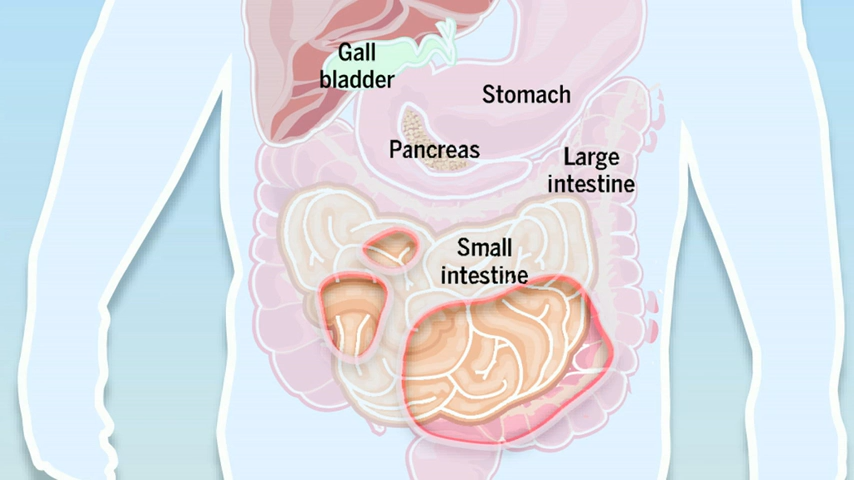 Gall
bladder
Stomach
Pancreas
Large
intestine
Small
intestine